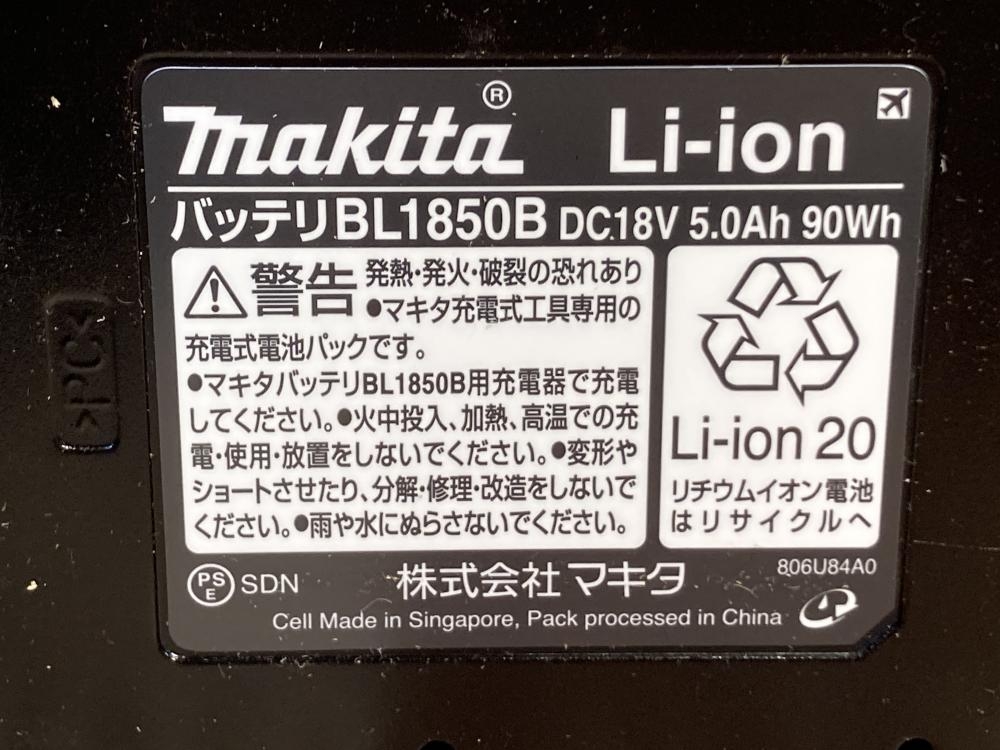 makita® Li-ion
バッテリBL1850B DC18V 5.0Ah 90Wh
警告 発熱・発火・破裂の恐れあり
●マキタ充電式工具専用の
充電式電池パックです。
●マキタバッテリBL1850B用充電器で充電
してください。●火中投入、加熱、高温での充
電・使用・放置をしないでください。●変形や
ショートさせたり、分解・修理・改造をしないで
ください。●雨や水にぬらさないでください。
Li-ion 20
リチウムイオン電池
はリサイクルへ
PSE SDN
株式会社マキタ
806U84A0
Cell Made in Singapore, Pack processed in China
>PC<